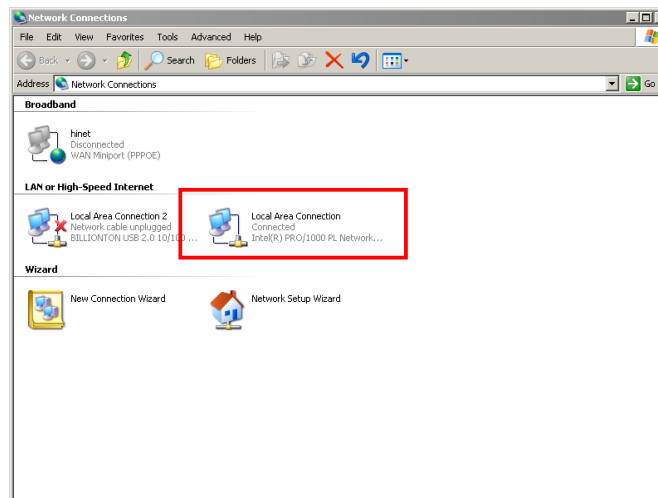 Network Connections
File Edit View Favorites Tools Advanced Help
Back Search Folders
Address Network Connections Go
Broadband
hinet
Disconnected
WAN Miniport (PPPOE)
LAN or High-Speed Internet
Local Area Connection 2
Network cable unplugged
BILLIONTON USB 2.0 10/100 ...
Local Area Connection
Connected
Intel(R) PRO/1000 PL Network...
Wizard
New Connection Wizard
Network Setup Wizard